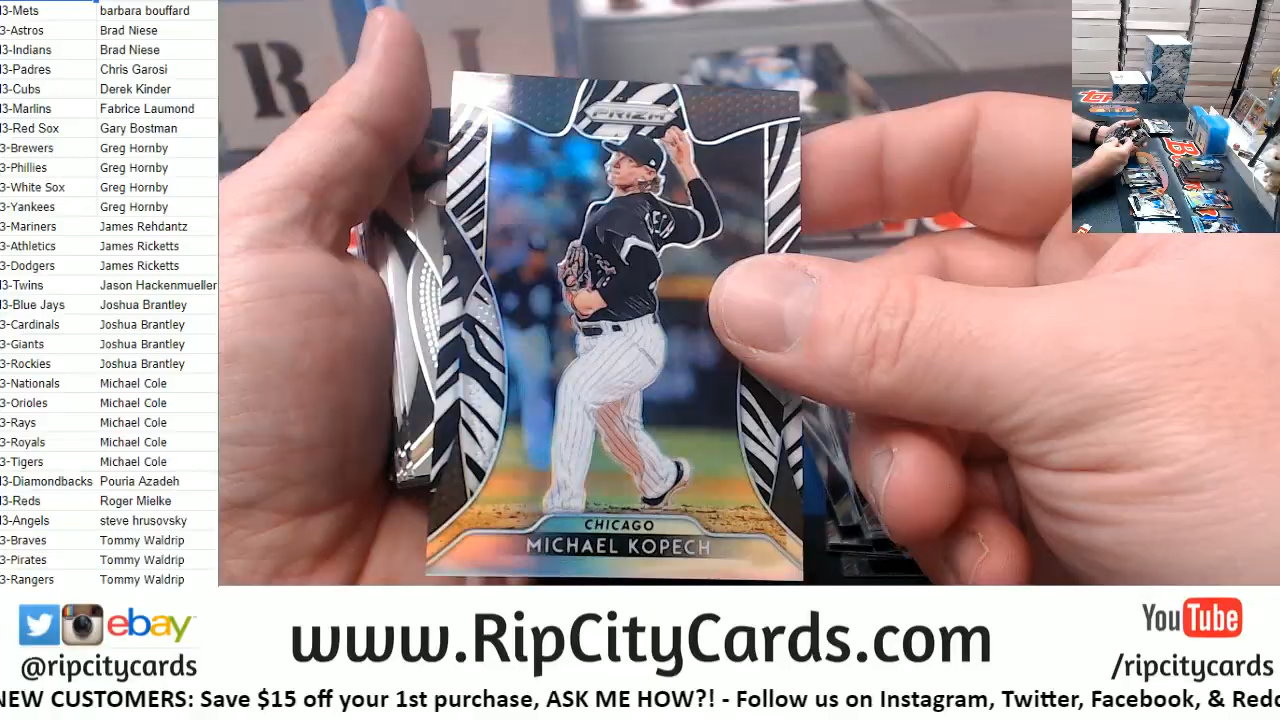 3-Mets barbara bouffard
3-Astros Brad Niese
3-Indians Brad Niese
3-Padres Chris Garosi
3-Cubs Derek Kinder
3-Marlins Fabrice Laumond
3-Red Sox Gary Bostman
3-Brewers Greg Hornby
3-Phillies Greg Hornby
3-White Sox Greg Hornby
3-Yankees Greg Hornby
3-Mariners James Rehdantz
3-Athletics James Ricketts
3-Dodgers James Ricketts
3-Twins Jason Hackenmueller
3-Blue Jays Joshua Brantley
3-Cardinals Joshua Brantley
3-Giants Joshua Brantley
3-Rockies Joshua Brantley
3-Nationals Michael Cole
3-Orioles Michael Cole
3-Rays Michael Cole
3-Royals Michael Cole
3-Tigers Michael Cole
3-Diamondbacks Pouria Azadeh
3-Reds Roger Mielke
3-Angels steve hrusovsky
3-Braves Tommy Waldrip
3-Pirates Tommy Waldrip
3-Rangers Tommy Waldrip
R
PRIZM
CHICAGO
MICHAEL KOPECH
topps
B
ebay
@ripcitycards
www.RipCityCards.com
YouTube
/ripcitycards
NEW CUSTOMERS: Save $15 off your 1st purchase, ASK ME HOW?! - Follow us on Instagram, Twitter, Facebook, & Redd